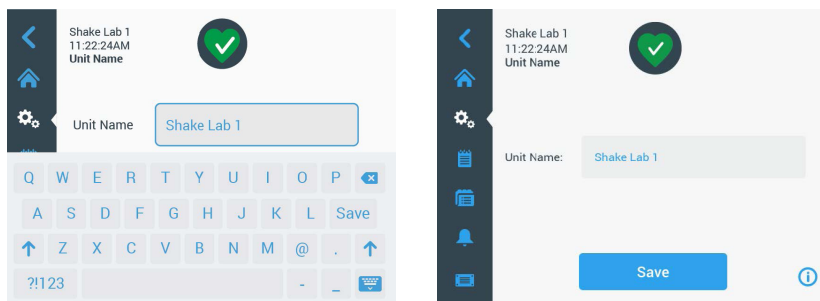 Shake Lab 1
11:22:24AM
Unit Name
Unit Name Shake Lab 1
Q W E R T Y U I O P
A S D F G H J K L Save
Z X C V B N M @ .
?!123 - _
Shake Lab 1
11:22:24AM
Unit Name
Unit Name: Shake Lab 1
Save